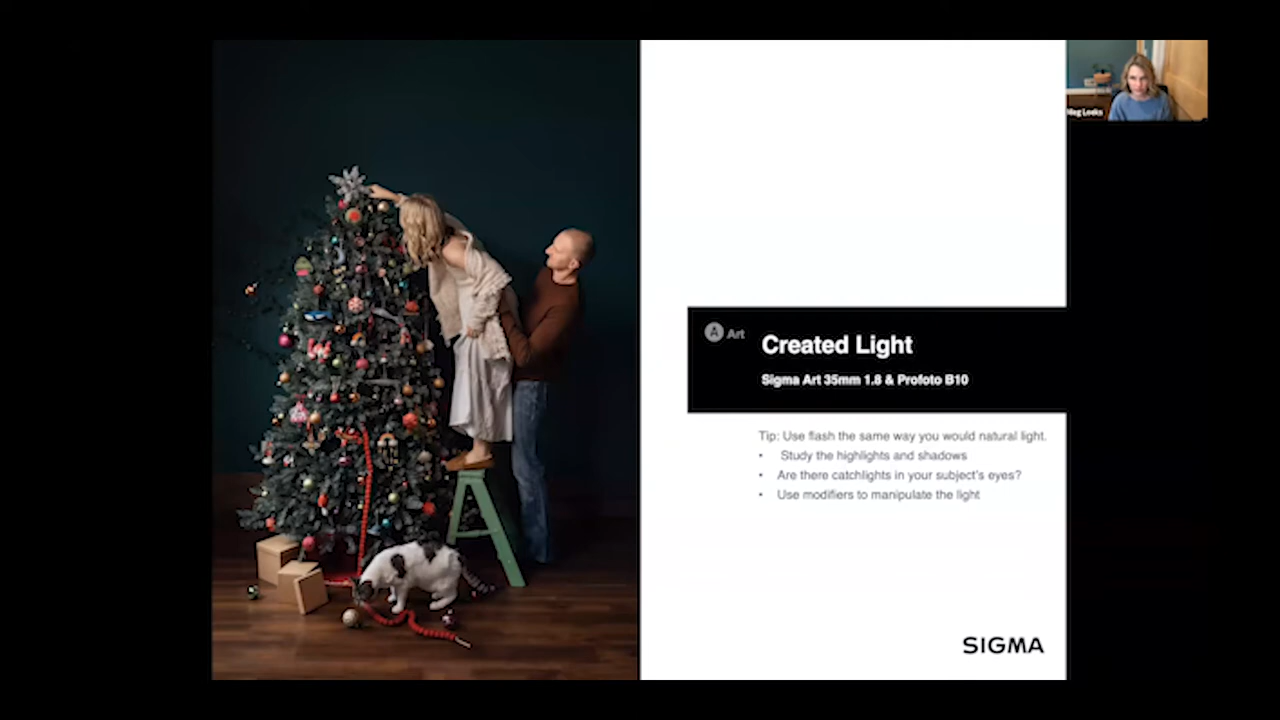 Meg Loeks
A Art
Created Light
Sigma Art 35mm 1.8 & Profoto B10
Tip: Use flash the same way you would natural light.
• Study the highlights and shadows
• Are there catchlights in your subject's eyes?
• Use modifiers to manipulate the light
SIGMA